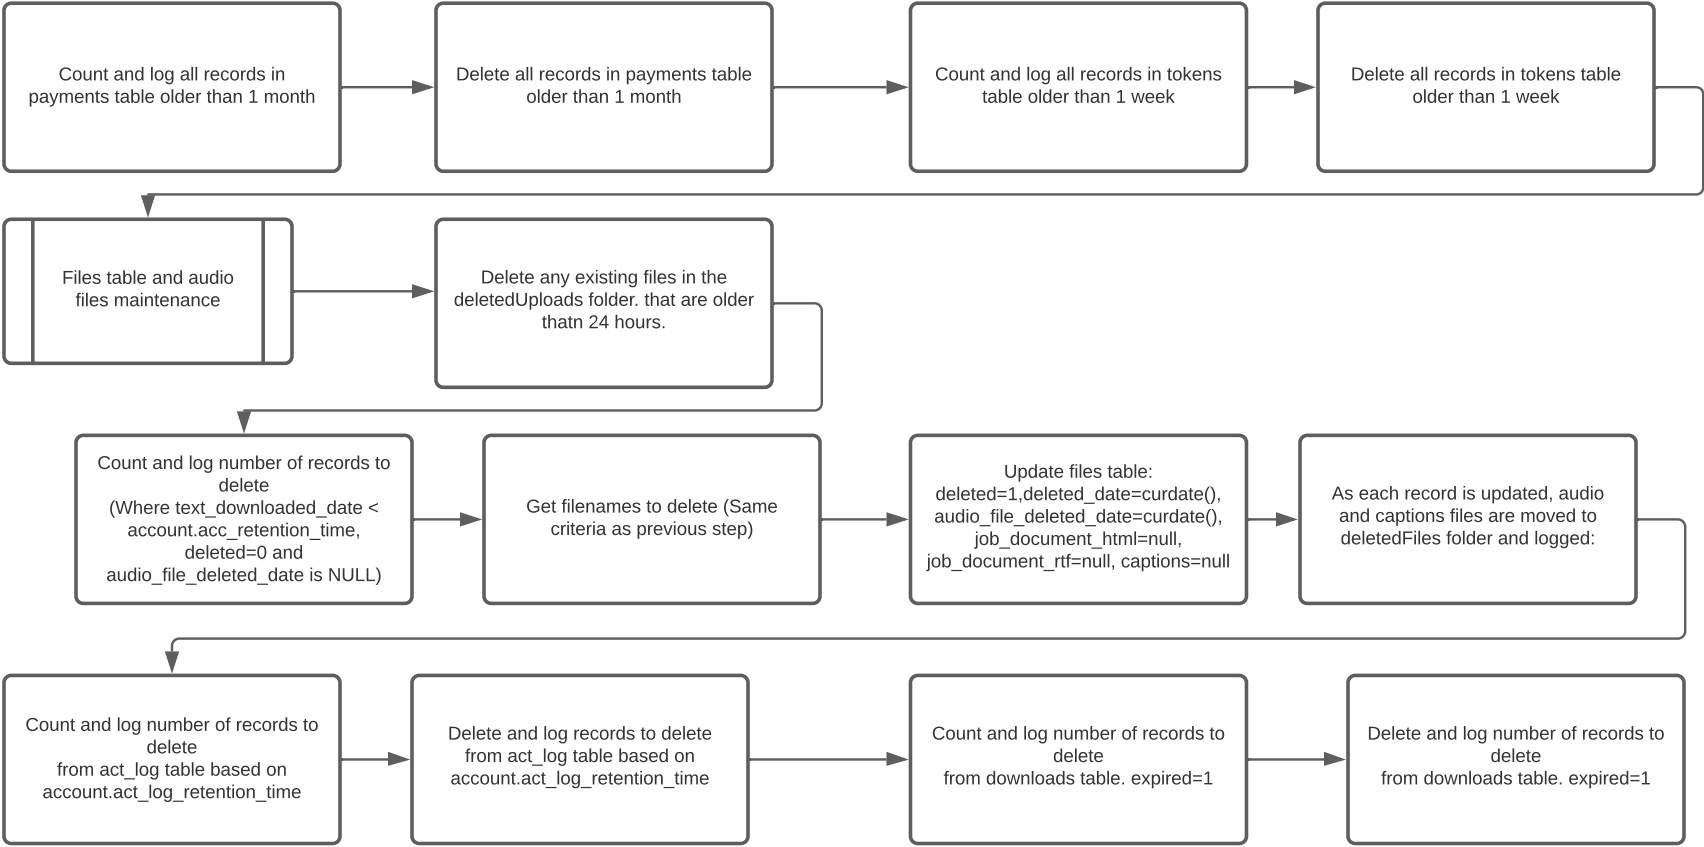 Count and log all records in
payments table older than 1 month
Delete all records in payments table
older than 1 month
Count and log all records in tokens
table older than 1 week
Delete all records in tokens table
older than 1 week
Files table and audio
files maintenance
Delete any existing files in the
deletedUploads folder. that are older
thatn 24 hours.
Count and log number of records to
delete
(Where text_downloaded_date <
account.acc_retention_time,
deleted=0 and
audio_file_deleted_date is NULL)
Get filenames to delete (Same
criteria as previous step)
Update files table:
deleted=1,deleted_date=curdate(),
audio_file_deleted_date=curdate(),
job_document_html=null,
job_document_rtf=null, captions=null
As each record is updated, audio
and captions files are moved to
deletedFiles folder and logged:
Count and log number of records to
delete
from act_log table based on
account.act_log_retention_time
Delete and log records to delete
from act_log table based on
account.act_log_retention_time
Count and log number of records to
delete
from downloads table. expired=1
Delete and log number of records to
delete
from downloads table. expired=1